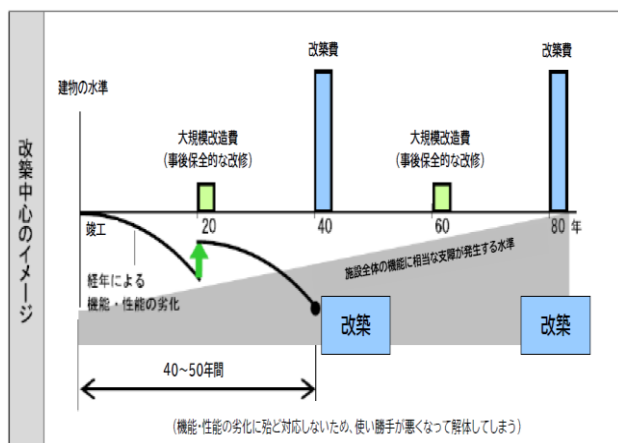 改築中心のイメージ
改築費
改築費
建物の水準
大規模改造費
(事後保全的な改修)
大規模改造費
(事後保全的な改修)
竣工
20
40
60
80 年
施設全体の機能に相当な支障が発生する水準
経年による
機能・性能の劣化
改築
改築
40~50年間
(機能・性能の劣化に殆ど対応しないため、使い勝手が悪くなって解体してしまう)